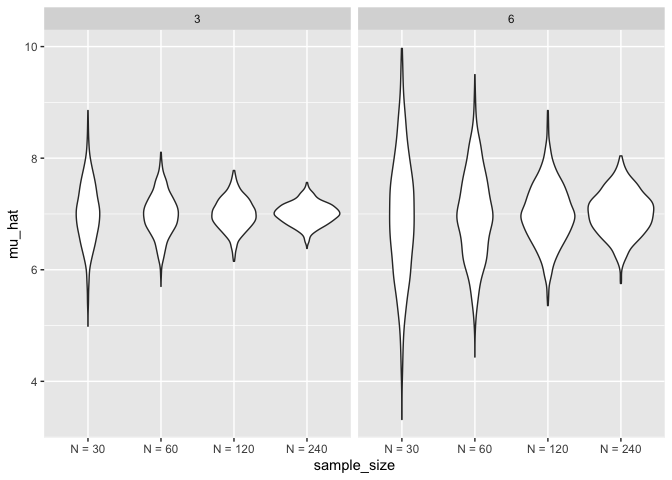 3 6
10
8
6
4
mu_hat
N = 30 N = 60 N = 120 N = 240 N = 30 N = 60 N = 120 N = 240
sample_size